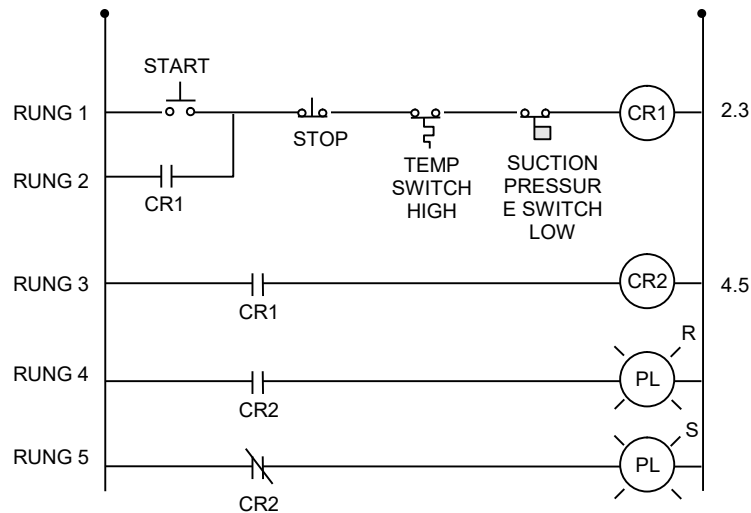 START
RUNG 1
CR1
2.3
STOP
TEMP
SWITCH
HIGH
SUCTION
PRESSUR
E SWITCH
LOW
RUNG 2
CR1
RUNG 3
CR2
4.5
CR1
R
RUNG 4
PL
CR2
S
RUNG 5
PL
CR2